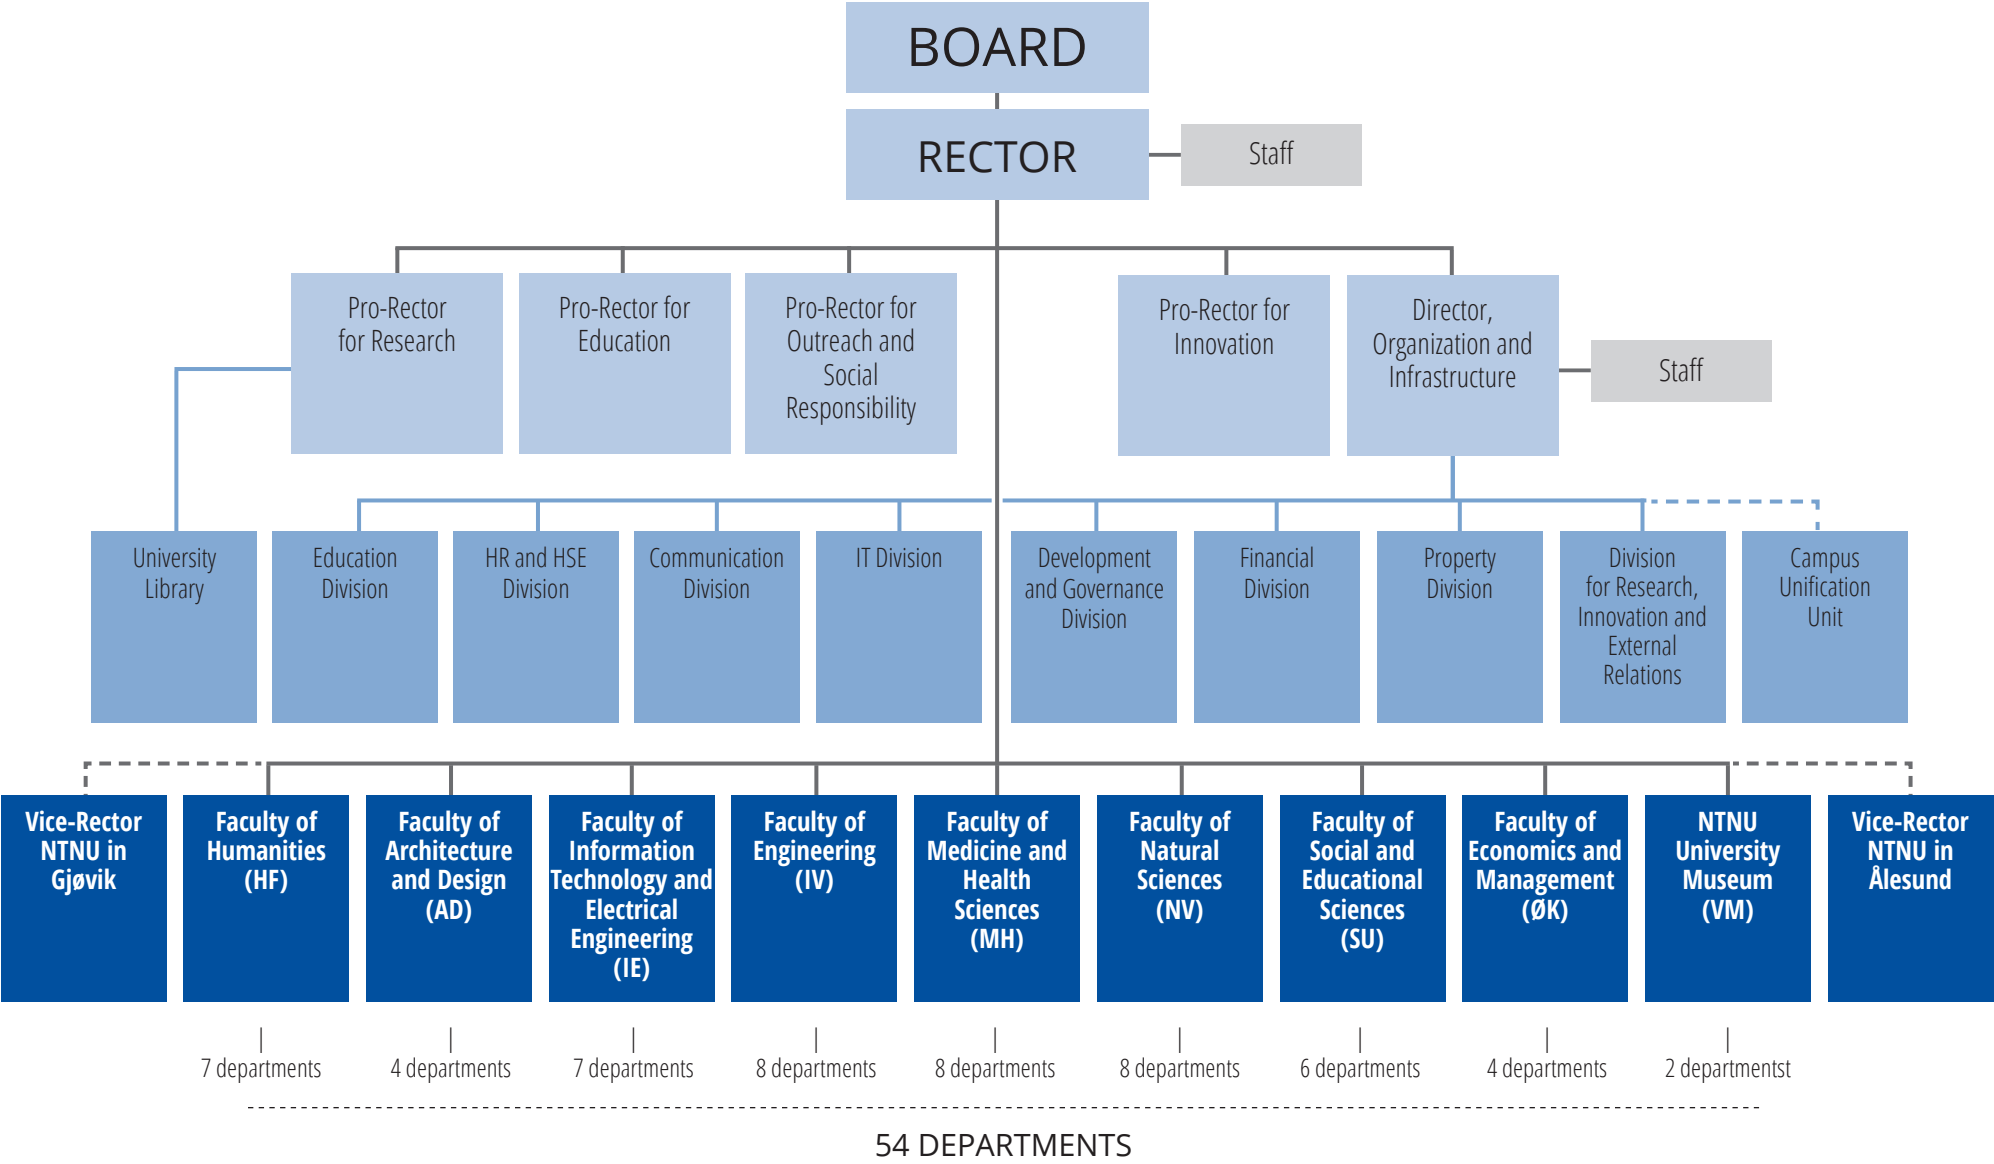 BOARD
RECTOR
Staff
Pro-Rector
for Research
Pro-Rector for
Education
Pro-Rector for
Outreach and
Social
Responsibility
Pro-Rector for
Innovation
Director,
Organization and
Infrastructure
Staff
University
Library
Education
Division
HR and HSE
Division
Communication
Division
IT Division
Development
and Governance
Division
Financial
Division
Property
Division
Division
for Research,
Innovation and
External
Relations
Campus
Unification
Unit
Vice-Rector
NTNU in
Gjøvik
Faculty of
Humanities
(HF)
Faculty of
Architecture
and Design
(AD)
Faculty of
Information
Technology and
Electrical
Engineering
(IE)
Faculty of
Engineering
(IV)
Faculty of
Medicine and
Health
Sciences
(MH)
Faculty of
Natural
Sciences
(NV)
Faculty of
Social and
Educational
Sciences
(SU)
Faculty of
Economics and
Management
(ØK)
NTNU
University
Museum
(VM)
Vice-Rector
NTNU in
Ålesund
7 departments
4 departments
7 departments
8 departments
8 departments
8 departments
6 departments
4 departments
2 departmentst
54 DEPARTMENTS